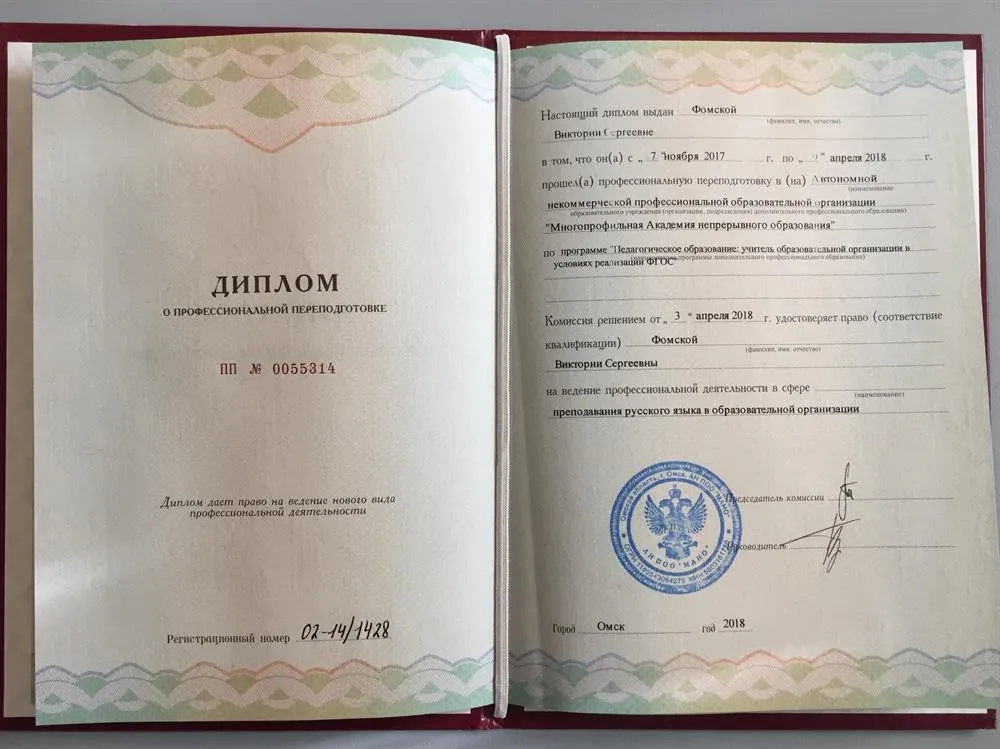 ДИПЛОМ
О ПРОФЕССИОНАЛЬНОЙ ПЕРЕПОДГОТОВКЕ
ПП № 0055314
Диплом дает право на ведение нового вида
профессиональной деятельности
Регистрационный номер 02-14/1428
Настоящий диплом выдан Фомской
(фамилия, имя, отчество)
Виктории Сергеевне
в том, что он(а) с „ 7 "ноября 2017 г. по „ " апреля 2018 г.
прошел(а) профессиональную переподготовку в (на) Автономной
(наименование
некоммерческой профессиональной образовательной организации
образовательного учреждения (организации, подразделения) дополнительного профессионального образования)
"Многопрофильная Академия непрерывного образования"
по программе "Педагогическое образование: учитель образовательной организации в
программы дополнительного профессионального образования)
условиях реализации ФГОС"
Комиссия решением от „ 3 " апреля 2018 г. удостоверяет право (соответствие
квалификации) Фомской
(фамилия, имя, отчество)
Виктории Сергеевны
на ведение профессиональной деятельности в сфере
(наименование)
преподавания русского языка в образовательной организации
Председатель комиссии
Руководитель
АН ПОО "МАНО"
Город Омск год 2018